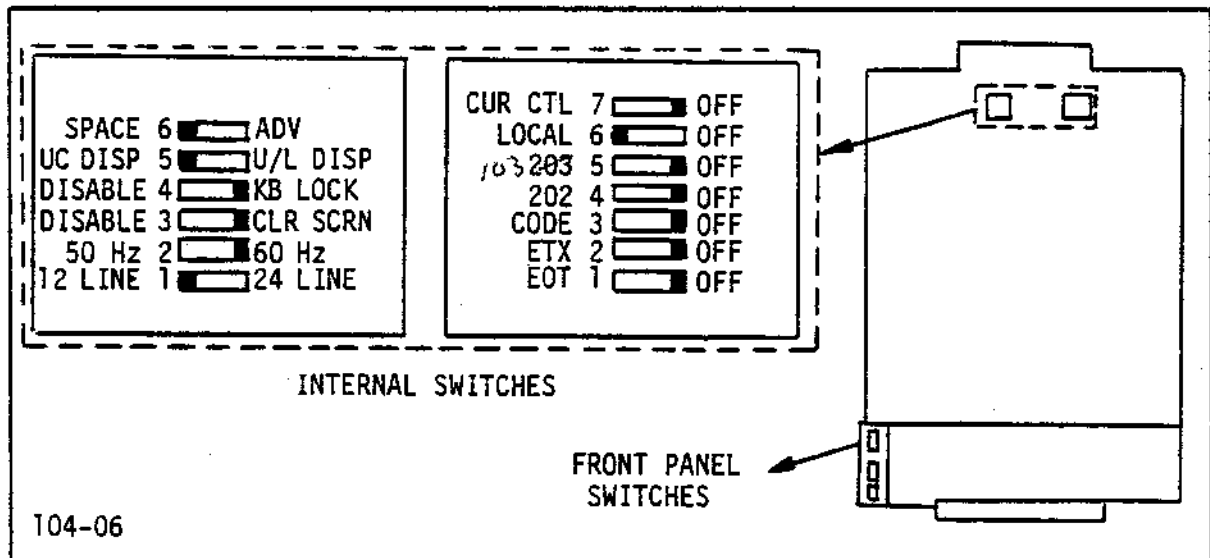 SPACE 6 ADV
UC DISP 5 U/L DISP
DISABLE 4 KB LOCK
DISABLE 3 CLR SCRN
50 Hz 2 60 Hz
12 LINE 1 24 LINE
CUR CTL 7 OFF
LOCAL 6 OFF
103 203 5 OFF
202 4 OFF
CODE 3 OFF
ETX 2 OFF
EOT 1 OFF
INTERNAL SWITCHES
FRONT PANEL
SWITCHES
104-06